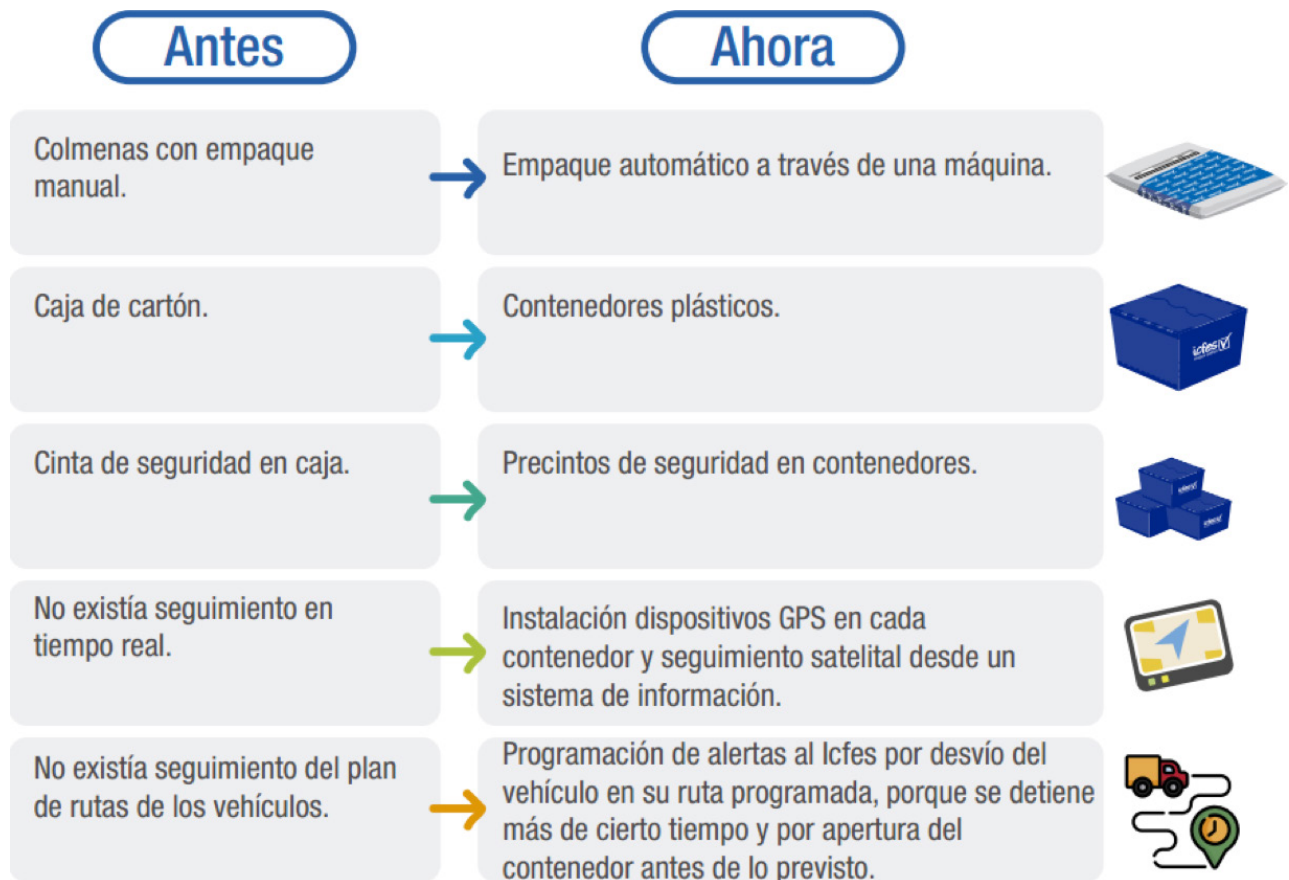 Antes
Ahora
Colmenas con empaque
manual.
Empaque automático a través de una máquina.
Caja de cartón.
Contenedores plásticos.
icfes
Cinta de seguridad en caja.
Precintos de seguridad en contenedores.
No existía seguimiento en
tiempo real.
Instalación dispositivos GPS en cada
contenedor y seguimiento satelital desde un
sistema de información.
No existía seguimiento del plan
de rutas de los vehículos.
Programación de alertas al Icfes por desvío del
vehículo en su ruta programada, porque se detiene
más de cierto tiempo y por apertura del
contenedor antes de lo previsto.